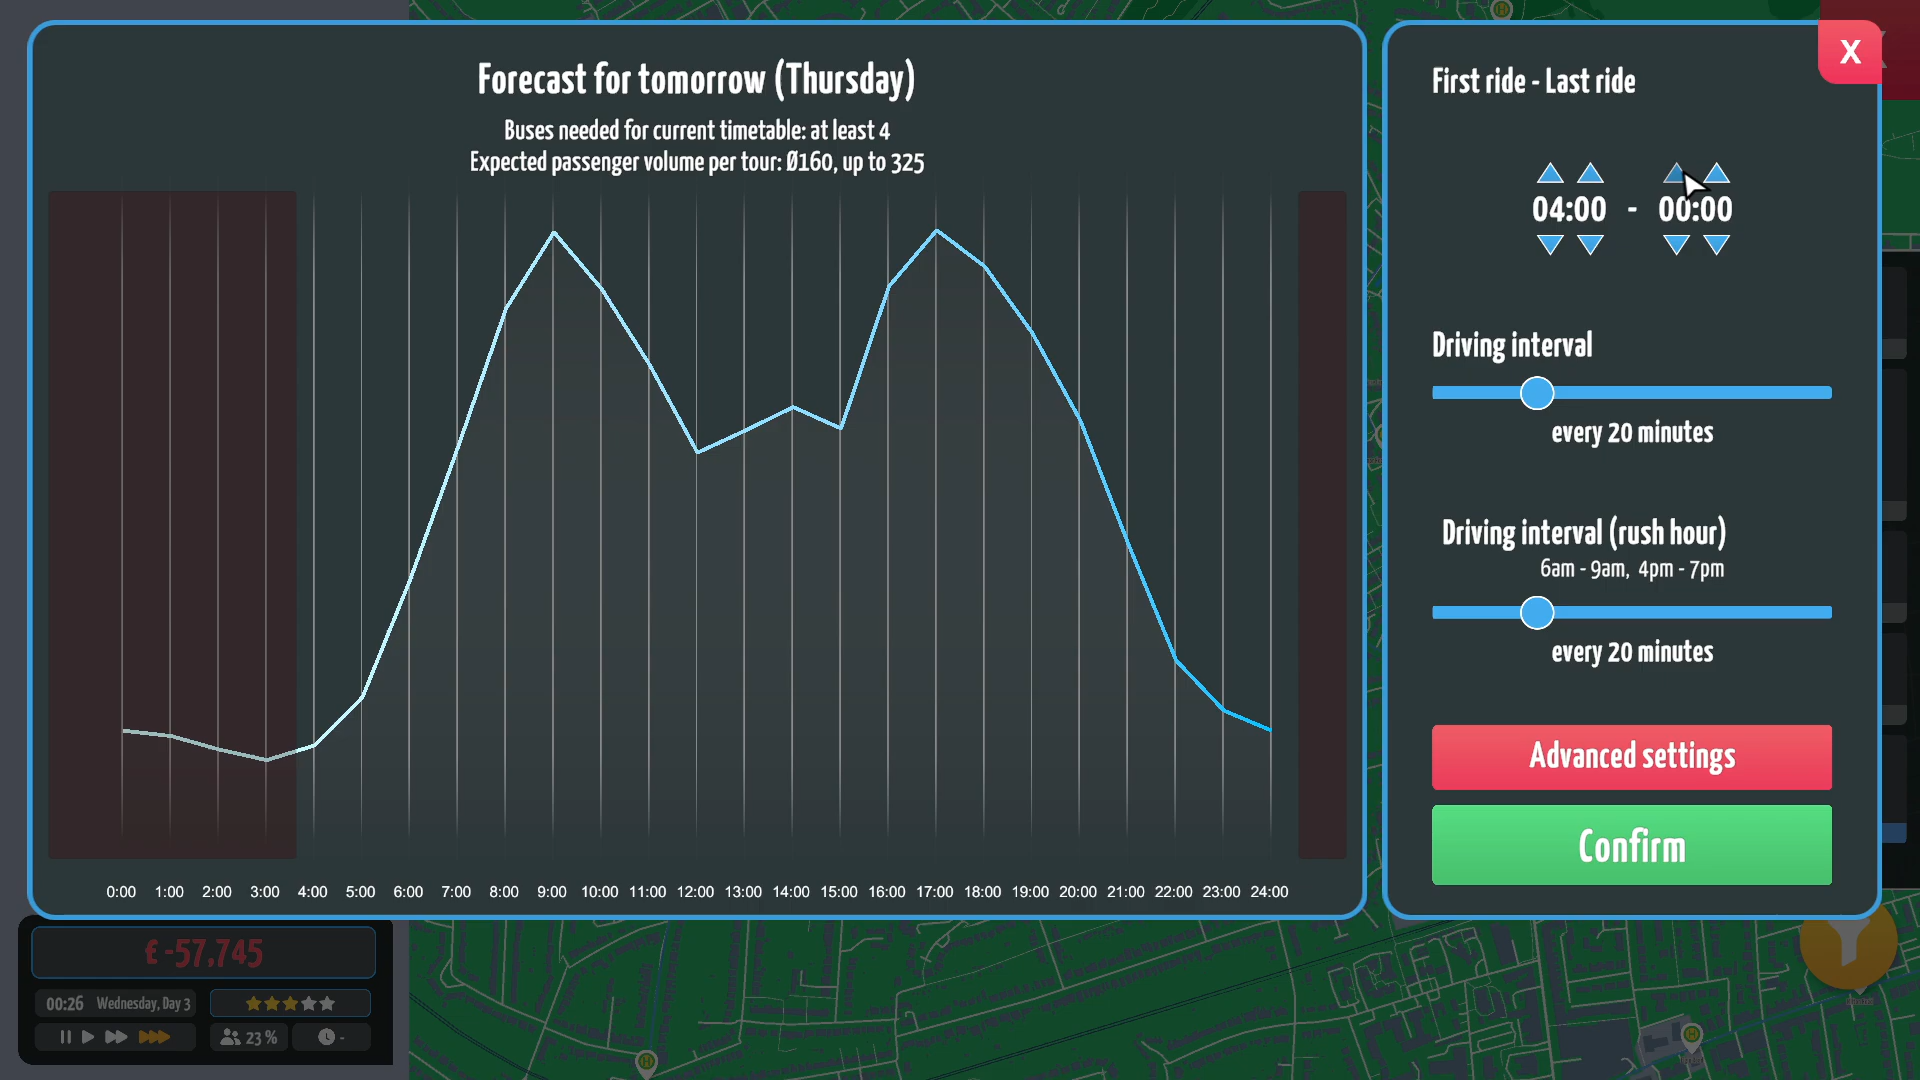 Forecast for tomorrow (Thursday)
Buses needed for current timetable: at least 4
Expected passenger volume per tour: Ø160, up to 325
0:00 1:00 2:00 3:00 4:00 5:00 6:00 7:00 8:00 9:00 10:00 11:00 12:00 13:00 14:00 15:00 16:00 17:00 18:00 19:00 20:00 21:00 22:00 23:00 24:00
X
First ride - Last ride
04:00 - 00:00
Driving interval
every 20 minutes
Driving interval (rush hour)
6am - 9am, 4pm - 7pm
every 20 minutes
Advanced settings
Confirm
£ -57,745
00:26 Wednesday, Day 3
23 % -
H
H
H